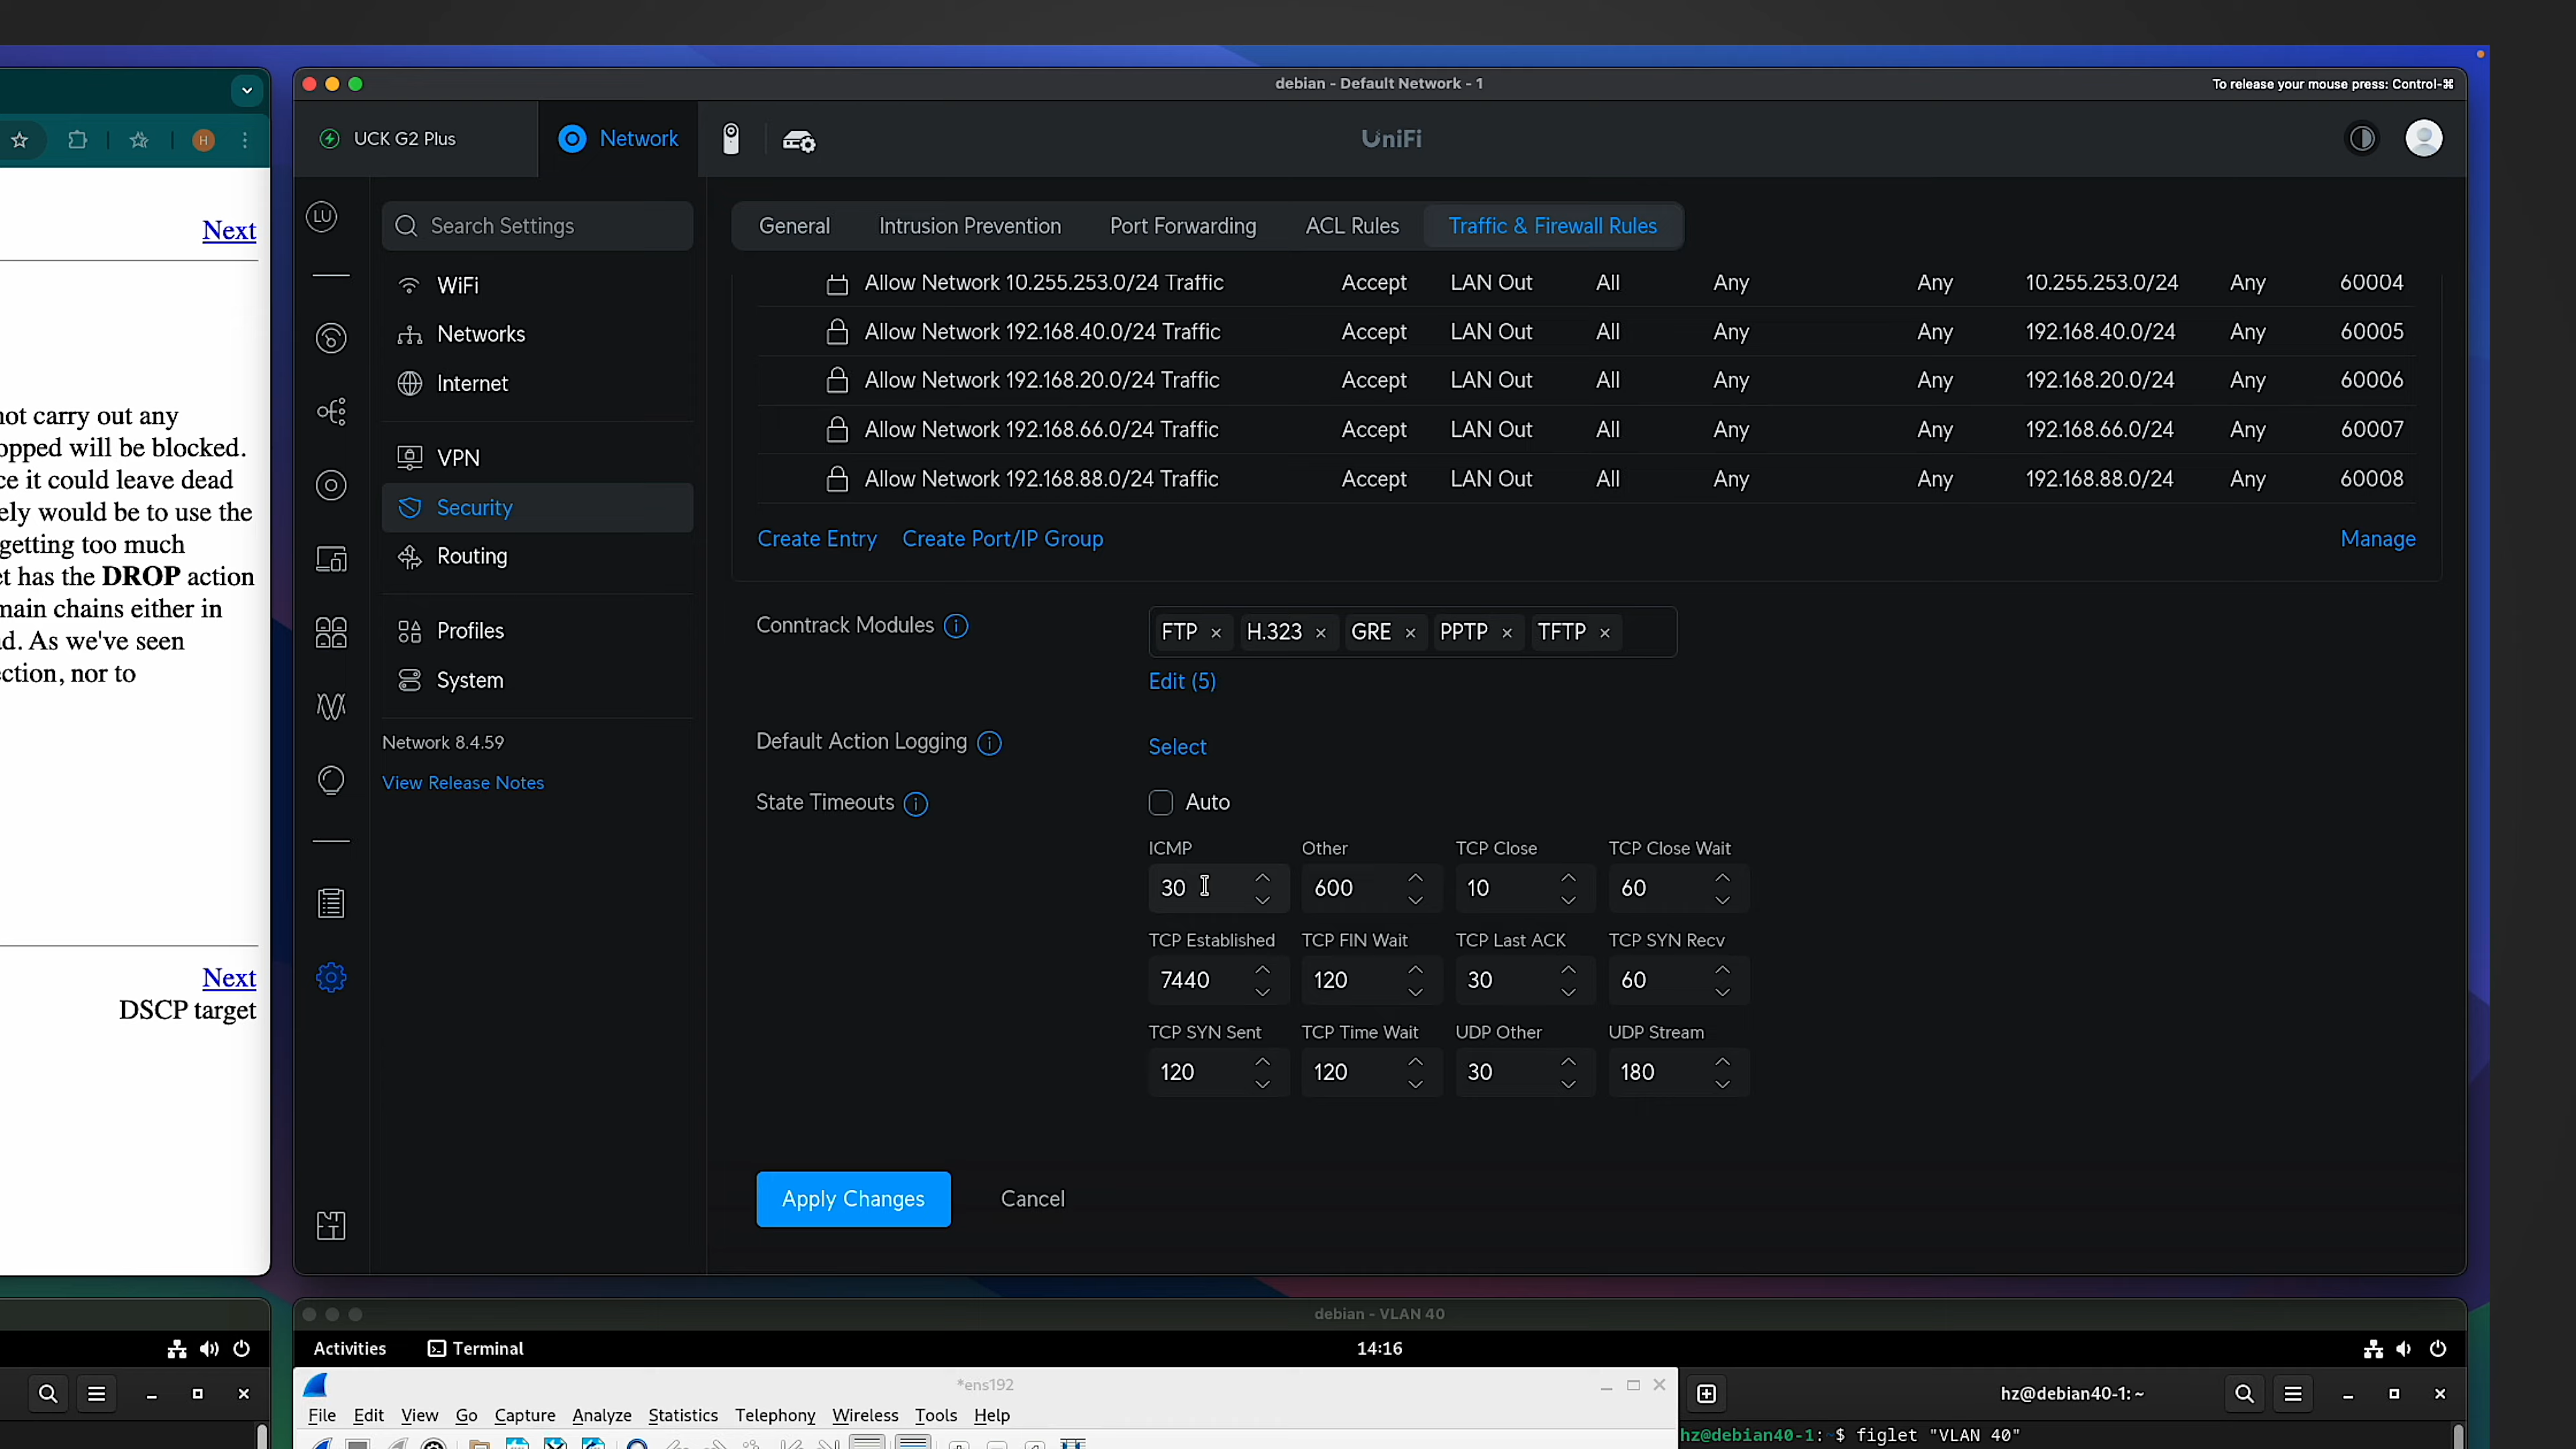 debian - Default Network - 1
To release your mouse press: Control-⌘
UCK G2 Plus
Network
UniFi
H
LU
Search Settings
WiFi
Networks
Internet
VPN
Security
Routing
Profiles
System
Network 8.4.59
View Release Notes
General Intrusion Prevention Port Forwarding ACL Rules Traffic & Firewall Rules
Allow Network 10.255.253.0/24 Traffic Accept LAN Out All Any Any 10.255.253.0/24 Any 60004
Allow Network 192.168.40.0/24 Traffic Accept LAN Out All Any Any 192.168.40.0/24 Any 60005
Allow Network 192.168.20.0/24 Traffic Accept LAN Out All Any Any 192.168.20.0/24 Any 60006
Allow Network 192.168.66.0/24 Traffic Accept LAN Out All Any Any 192.168.66.0/24 Any 60007
Allow Network 192.168.88.0/24 Traffic Accept LAN Out All Any Any 192.168.88.0/24 Any 60008
Create Entry Create Port/IP Group Manage
Conntrack Modules FTP × H.323 × GRE × PPTP × TFTP ×
Edit (5)
Default Action Logging Select
State Timeouts Auto
ICMP Other TCP Close TCP Close Wait
30 600 10 60
TCP Established TCP FIN Wait TCP Last ACK TCP SYN Recv
7440 120 30 60
TCP SYN Sent TCP Time Wait UDP Other UDP Stream
120 120 30 180
Apply Changes Cancel
Next
not carry out any
opped will be blocked.
ce it could leave dead
ely would be to use the
getting too much
et has the DROP action
main chains either in
d. As we've seen
ection, nor to
Next
DSCP target
debian - VLAN 40
Activities Terminal 14:16
*ens192
File Edit View Go Capture Analyze Statistics Telephony Wireless Tools Help
hz@debian40-1: ~
hz@debian40-1:~$ figlet "VLAN 40"